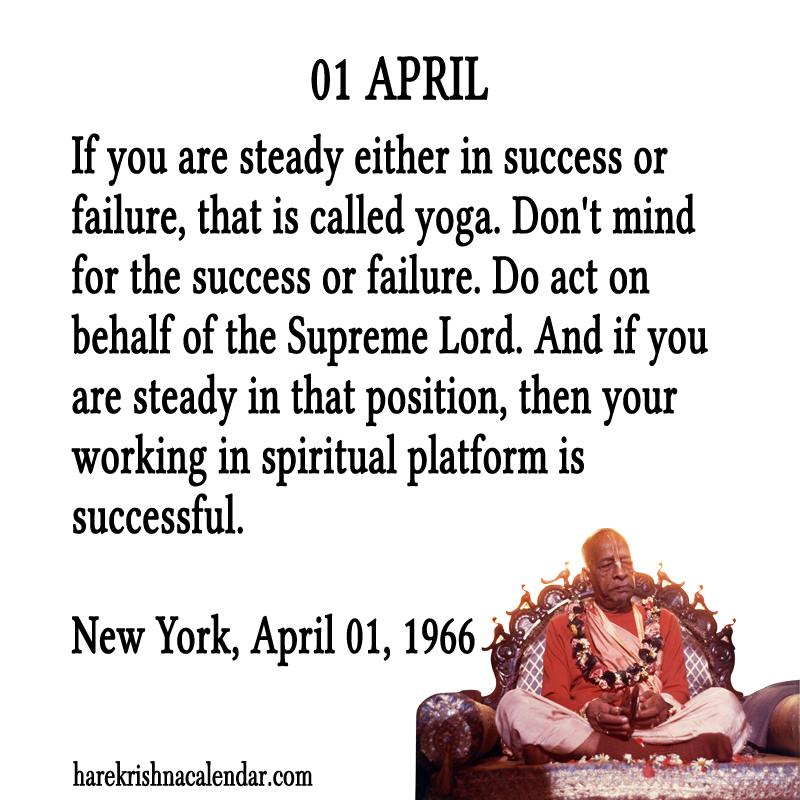 01 APRIL
If you are steady either in success or
failure, that is called yoga. Don't mind
for the success or failure. Do act on
behalf of the Supreme Lord. And if you
are steady in that position, then your
working in spiritual platform is
successful.
New York, April 01, 1966
harekrishnacalendar.com